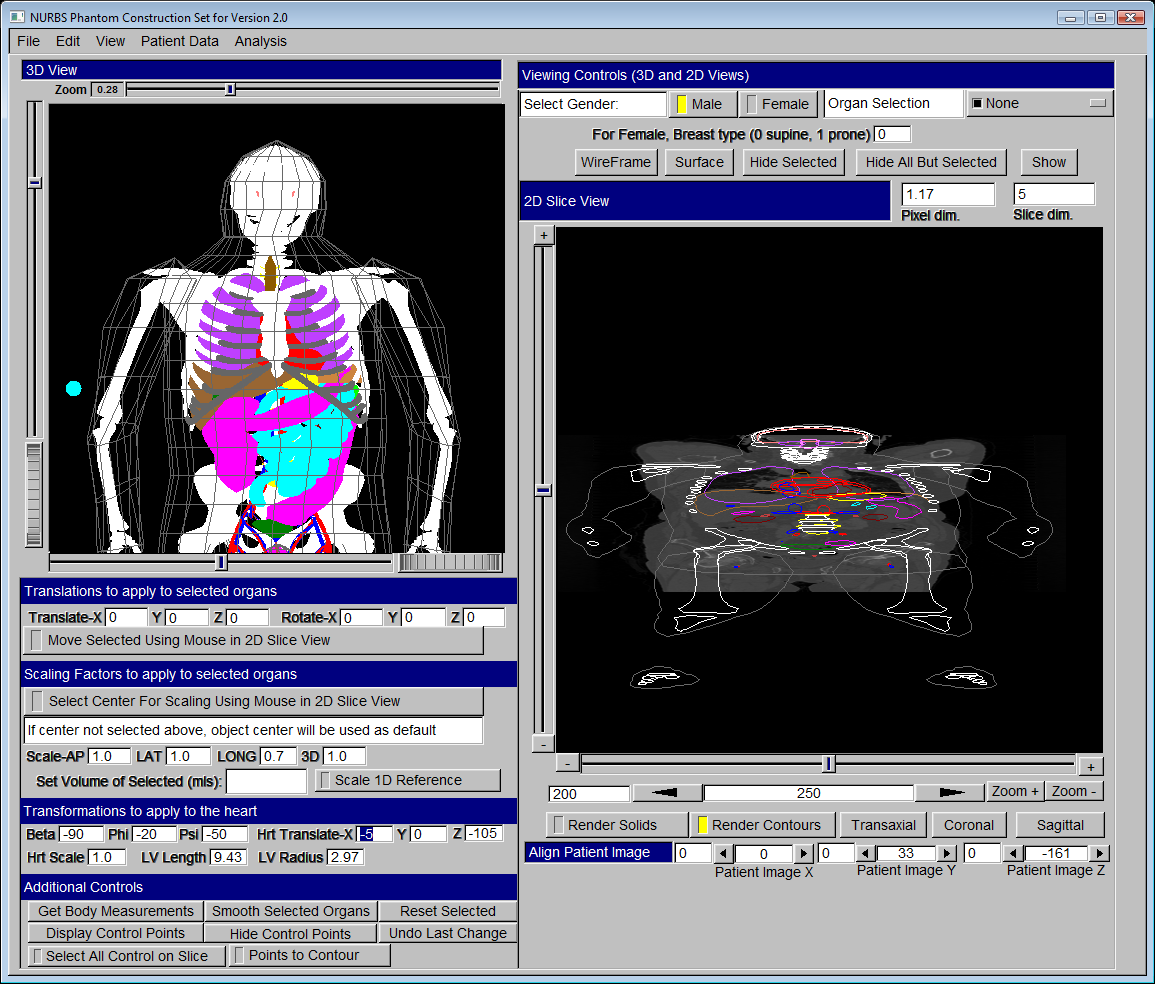 NURBS Phantom Construction Set for Version 2.0
File Edit View Patient Data Analysis
3D View
Zoom 0.28
Viewing Controls (3D and 2D Views)
Select Gender: Male Female Organ Selection None
For Female, Breast type (0 supine, 1 prone) 0
WireFrame Surface Hide Selected Hide All But Selected Show
2D Slice View 1.17 5
Pixel dim. Slice dim.
+
-
- +
200 250 Zoom + Zoom -
Render Solids Render Contours Transaxial Coronal Sagittal
Align Patient Image 0 0 0 33 0 -161
Patient Image X Patient Image Y Patient Image Z
Translations to apply to selected organs
Translate-X 0 Y 0 Z 0 Rotate-X 0 Y 0 Z 0
Move Selected Using Mouse in 2D Slice View
Scaling Factors to apply to selected organs
Select Center For Scaling Using Mouse in 2D Slice View
If center not selected above, object center will be used as default
Scale-AP 1.0 LAT 1.0 LONG 0.7 3D 1.0
Set Volume of Selected (mls): Scale 1D Reference
Transformations to apply to the heart
Beta -90 Phi -20 Psi -50 Hrt Translate-X -5 Y 0 Z -105
Hrt Scale 1.0 LV Length 9.43 LV Radius 2.97
Additional Controls
Get Body Measurements Smooth Selected Organs Reset Selected
Display Control Points Hide Control Points Undo Last Change
Select All Control on Slice Points to Contour